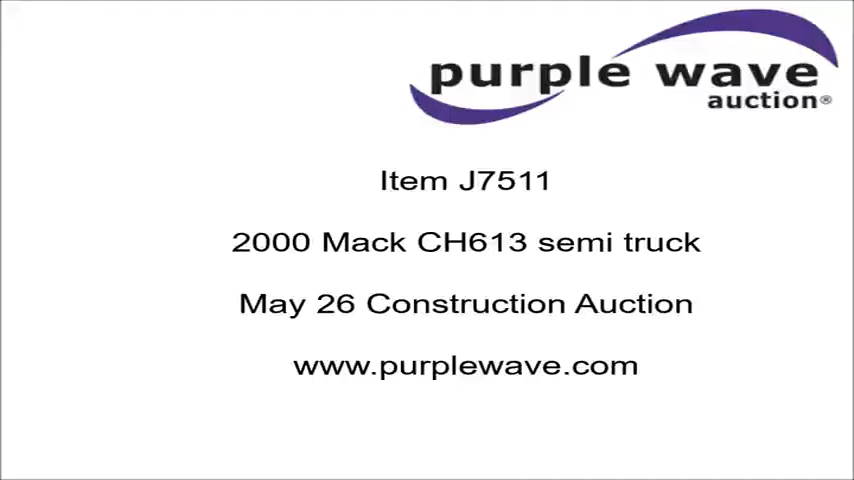 purple wave
auction®
Item J7511
2000 Mack CH613 semi truck
May 26 Construction Auction
www.purplewave.com